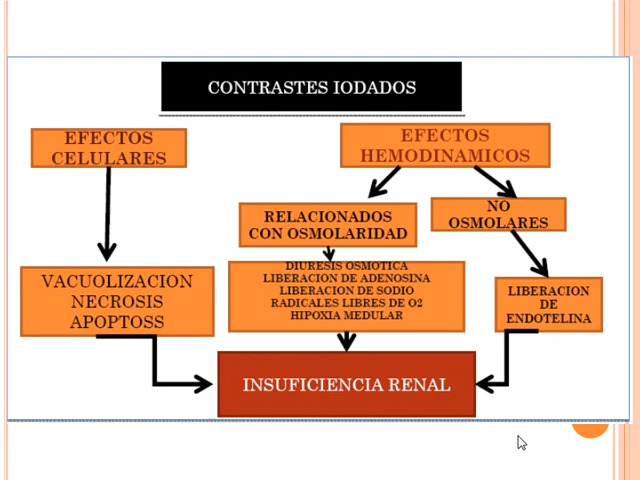 CONTRASTES IODADOS
EFECTOS
CELULARES
EFECTOS
HEMODINAMICOS
RELACIONADOS
CON OSMOLARIDAD
NO
OSMOLARES
VACUOLIZACION
NECROSIS
APOPTOSS
DIURESIS OSMOTICA
LIBERACION DE ADENOSINA
LIBERACION DE SODIO
RADICALES LIBRES DE O2
HIPOXIA MEDULAR
LIBERACION
DE
ENDOTELINA
INSUFICIENCIA RENAL